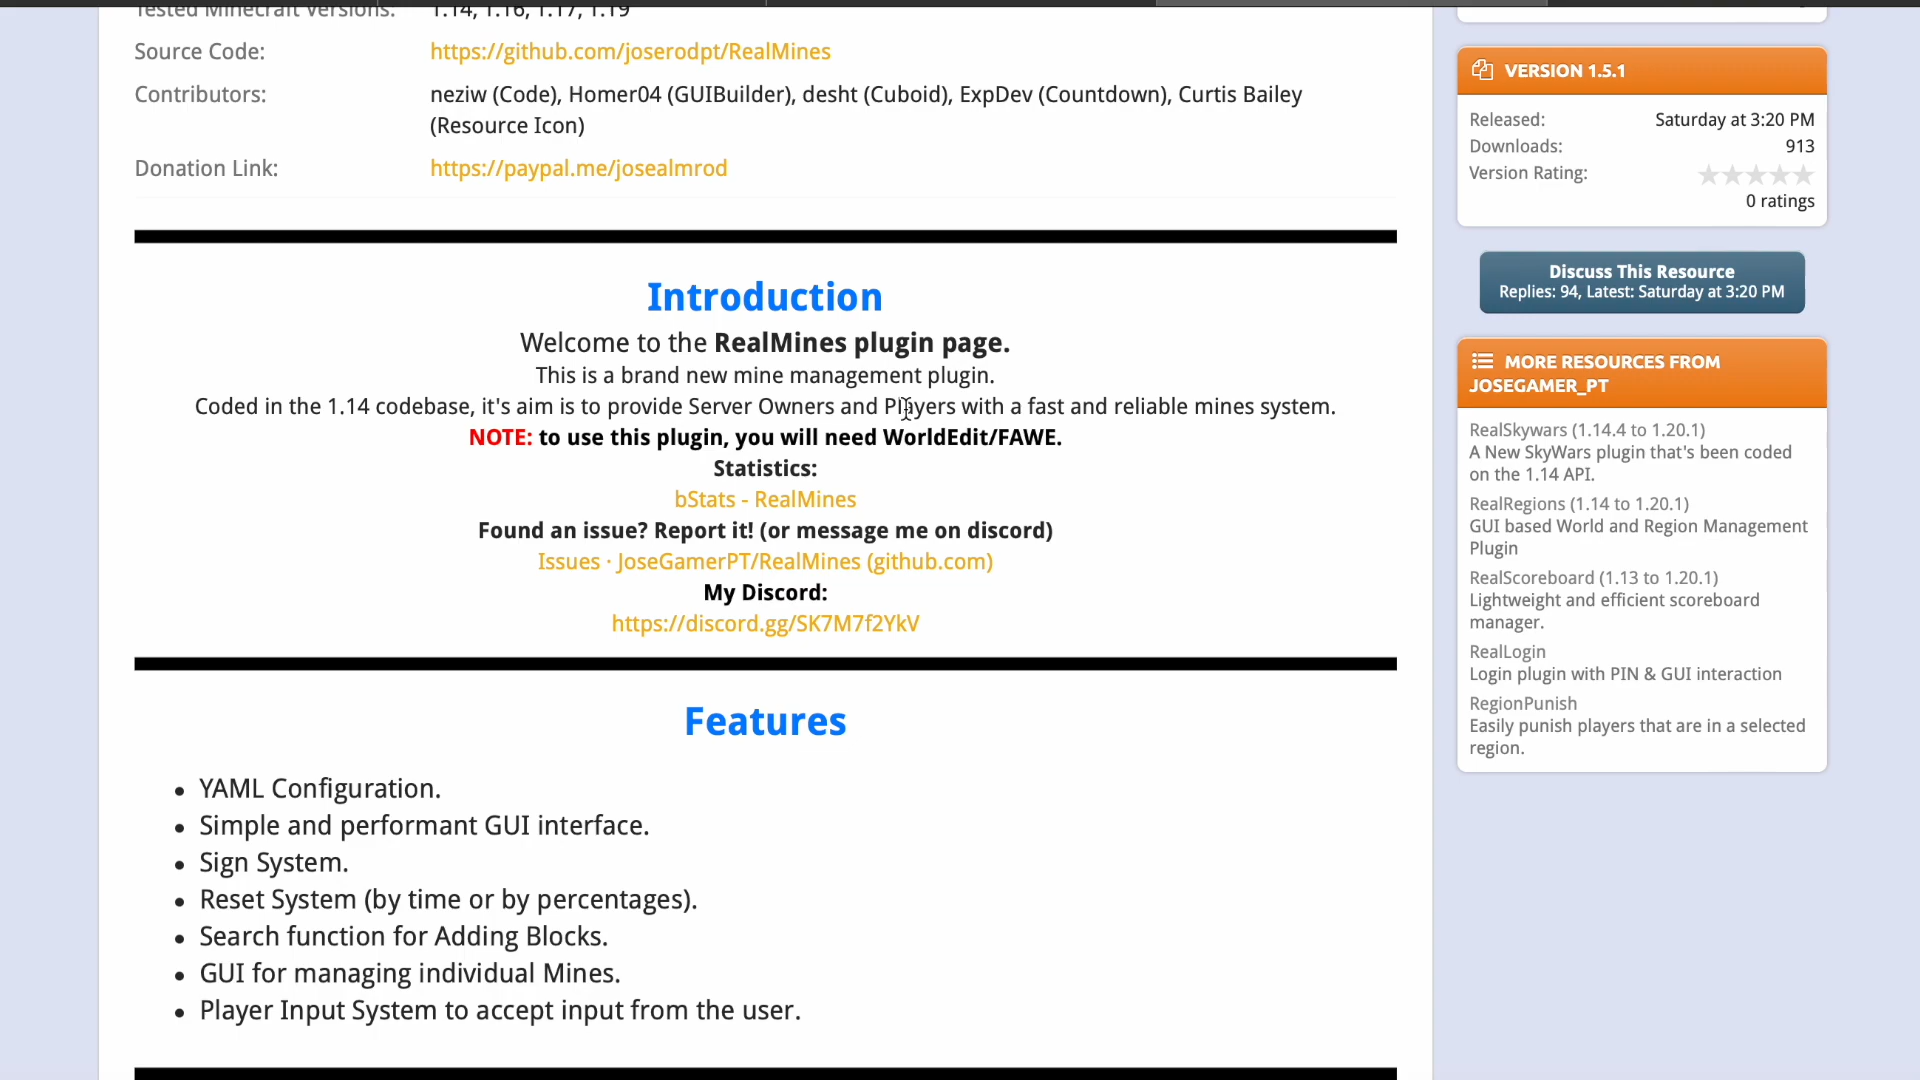 Tested Minecraft Versions: 1.14, 1.16, 1.17, 1.19
Source Code: https://github.com/joserodpt/RealMines
Contributors: neziw (Code), Homer04 (GUIBuilder), desht (Cuboid), ExpDev (Countdown), Curtis Bailey
(Resource Icon)
Donation Link: https://paypal.me/josealmrod
Introduction
Welcome to the RealMines plugin page.
This is a brand new mine management plugin.
Coded in the 1.14 codebase, it's aim is to provide Server Owners and Players with a fast and reliable mines system.
NOTE: to use this plugin, you will need WorldEdit/FAWE.
Statistics:
bStats - RealMines
Found an issue? Report it! (or message me on discord)
Issues · JoseGamerPT/RealMines (github.com)
My Discord:
https://discord.gg/SK7M7f2YkV
Features
• YAML Configuration.
• Simple and performant GUI interface.
• Sign System.
• Reset System (by time or by percentages).
• Search function for Adding Blocks.
• GUI for managing individual Mines.
• Player Input System to accept input from the user.
VERSION 1.5.1
Released: Saturday at 3:20 PM
Downloads: 913
Version Rating:
0 ratings
Discuss This Resource
Replies: 94, Latest: Saturday at 3:20 PM
MORE RESOURCES FROM
JOSEGAMER_PT
RealSkywars (1.14.4 to 1.20.1)
A New SkyWars plugin that's been coded
on the 1.14 API.
RealRegions (1.14 to 1.20.1)
GUI based World and Region Management
Plugin
RealScoreboard (1.13 to 1.20.1)
Lightweight and efficient scoreboard
manager.
RealLogin
Login plugin with PIN & GUI interaction
RegionPunish
Easily punish players that are in a selected
region.